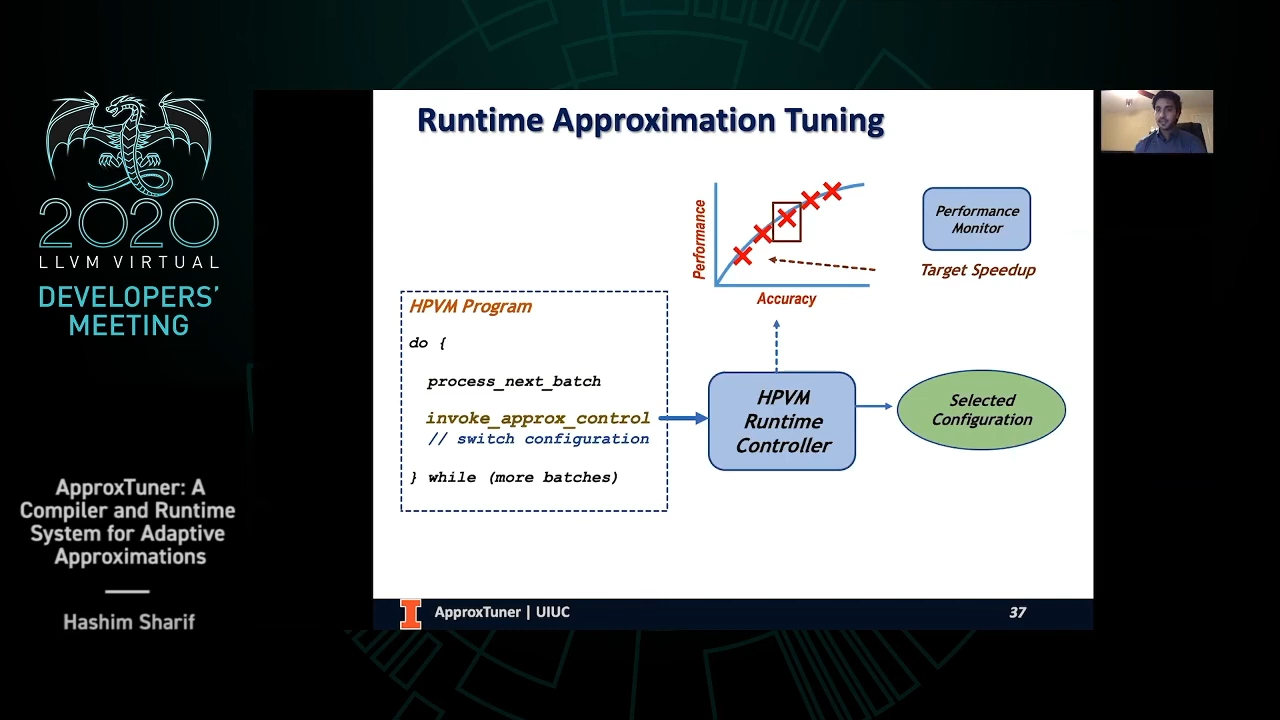 2020
LLVM VIRTUAL
DEVELOPERS'
MEETING
ApproxTuner: A
Compiler and Runtime
System for Adaptive
Approximations
Hashim Sharif
Runtime Approximation Tuning
Performance
Accuracy
Performance
Monitor
Target Speedup
HPVM Program
do {
process_next_batch
invoke_approx_control
// switch configuration
} while (more batches)
HPVM
Runtime
Controller
Selected
Configuration
I
ApproxTuner | UIUC
37